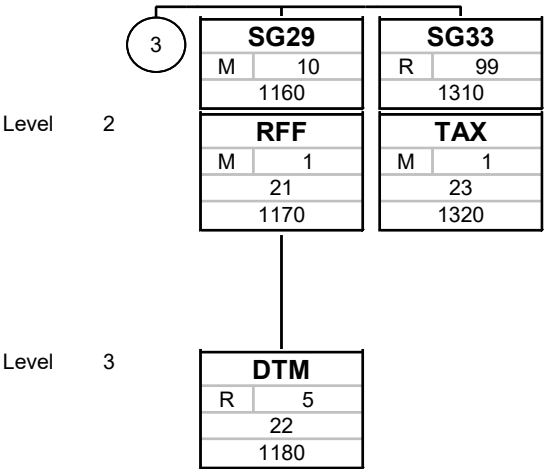 3
SG29 SG33
M 10 R 99
1160 1310
Level 2 RFF TAX
M 1 M 1
21 23
1170 1320
Level 3 DTM
R 5
22
1180